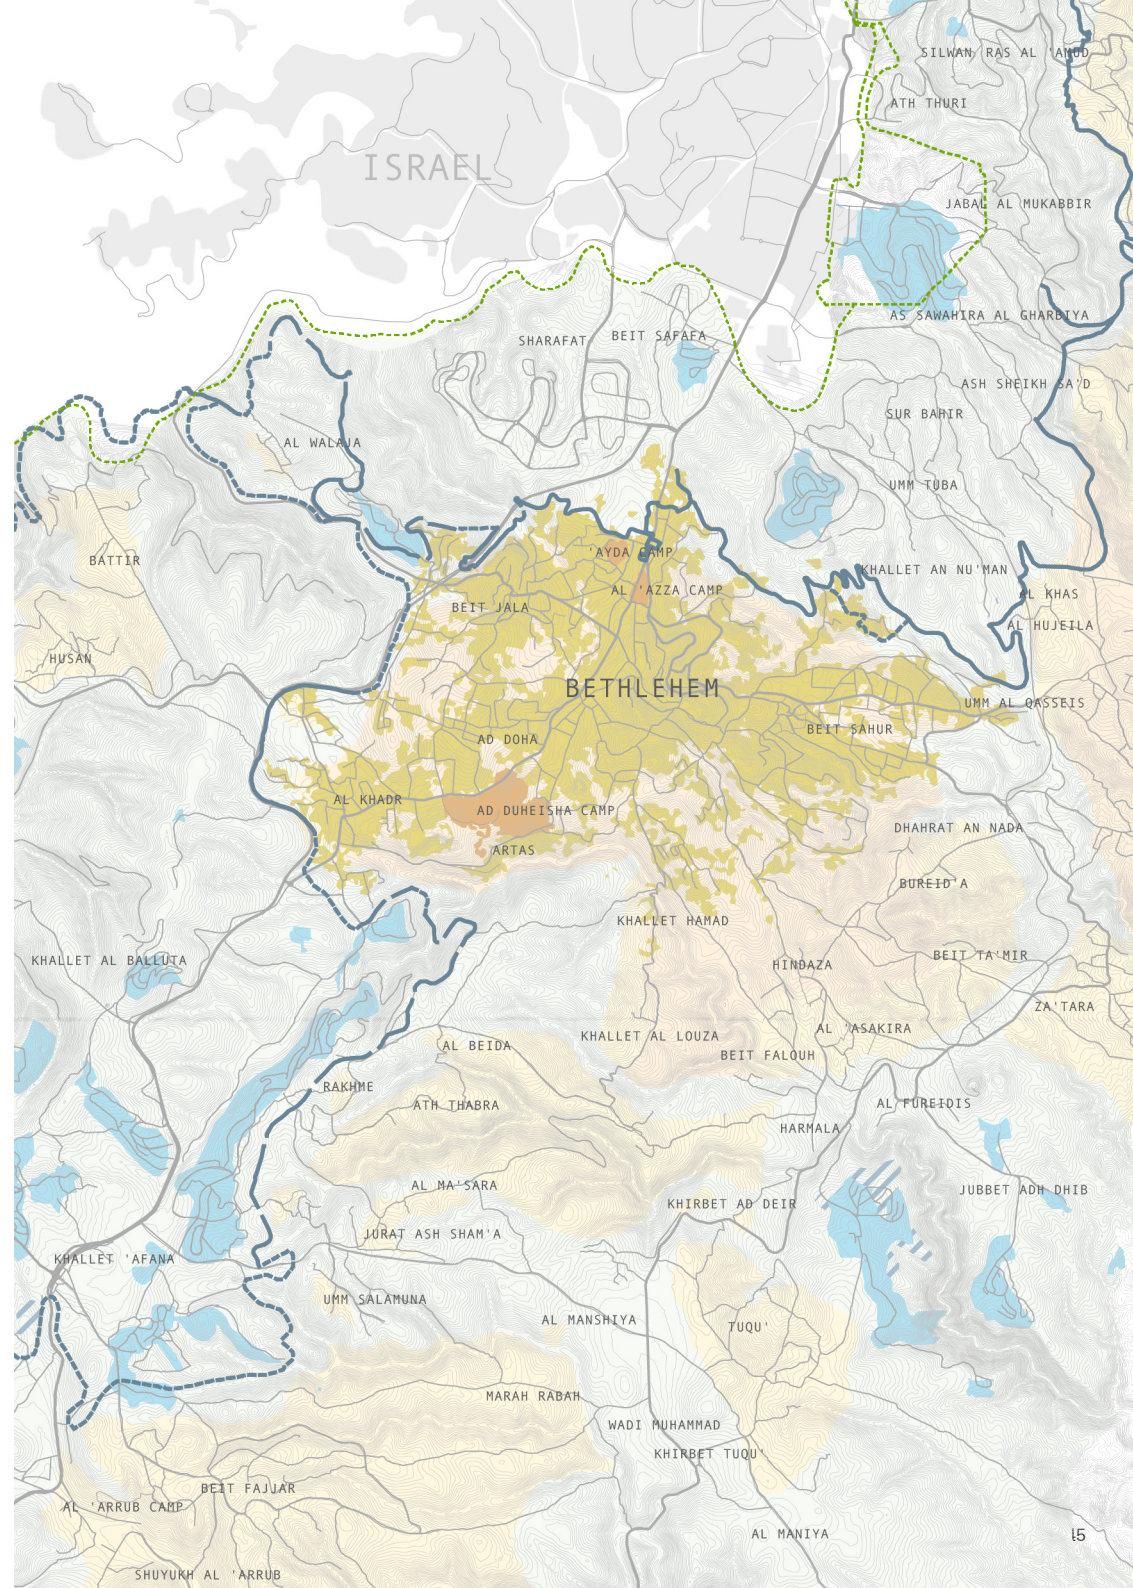 SILWAN RAS AL 'AMUD
ATH THURI
ISRAEL
JABAL AL MUKABBIR
AS SAWAHIRA AL GHARBIYA
SHARAFAT
BEIT SAFAFA
ASH SHEIKH SA'D
SUR BAHIR
AL WALAJA
UMM TUBA
BATTIR
'AYDA CAMP
KHALLET AN NU'MAN
AL 'AZZA CAMP
AL KHAS
BEIT JALA
AL HUJEILA
HUSAN
BETHLEHEM
UMM AL QASSEIS
BEIT SAHUR
AD DOHA
AL KHADR
AD DUHEISHA CAMP
DHAHRAT AN NADA
ARTAS
BUREID'A
KHALLET HAMAD
KHALLET AL BALLUTA
HINDAZA
BEIT TA'MIR
ZA'TARA
AL 'ASAKIRA
KHALLET AL LOUZA
AL BEIDA
BEIT FALOUH
RAKHME
ATH THABRA
AL FUREIDIS
HARMALA
AL MA'SARA
JUBBET ADH DHIB
KHIRBET AD DEIR
JURAT ASH SHAM'A
KHALLET 'AFANA
UMM SALAMUNA
AL MANSHIYA
TUQU'
MARAH RABAH
WADI MUHAMMAD
KHIRBET TUQU'
BEIT FAJJAR
AL 'ARRUB CAMP
AL MANIYA
SHUYUKH AL 'ARRUB